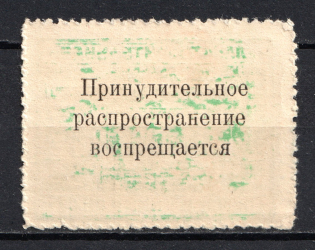 Принудительное
распространение
воспрещается